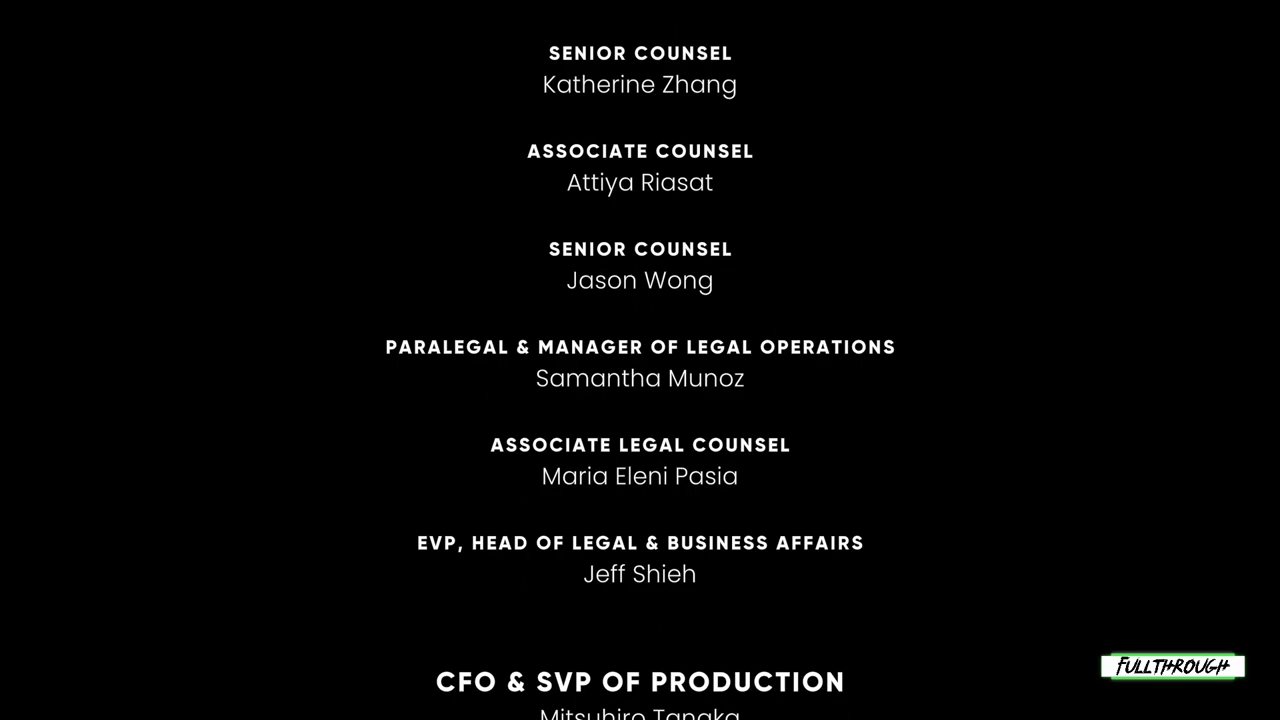 SENIOR COUNSEL
Katherine Zhang
ASSOCIATE COUNSEL
Attiya Riasat
SENIOR COUNSEL
Jason Wong
PARALEGAL & MANAGER OF LEGAL OPERATIONS
Samantha Munoz
ASSOCIATE LEGAL COUNSEL
Maria Eleni Pasia
EVP, HEAD OF LEGAL & BUSINESS AFFAIRS
Jeff Shieh
CFO & SVP OF PRODUCTION
Mitsuhiro Tanaka
FULLTHROUGH